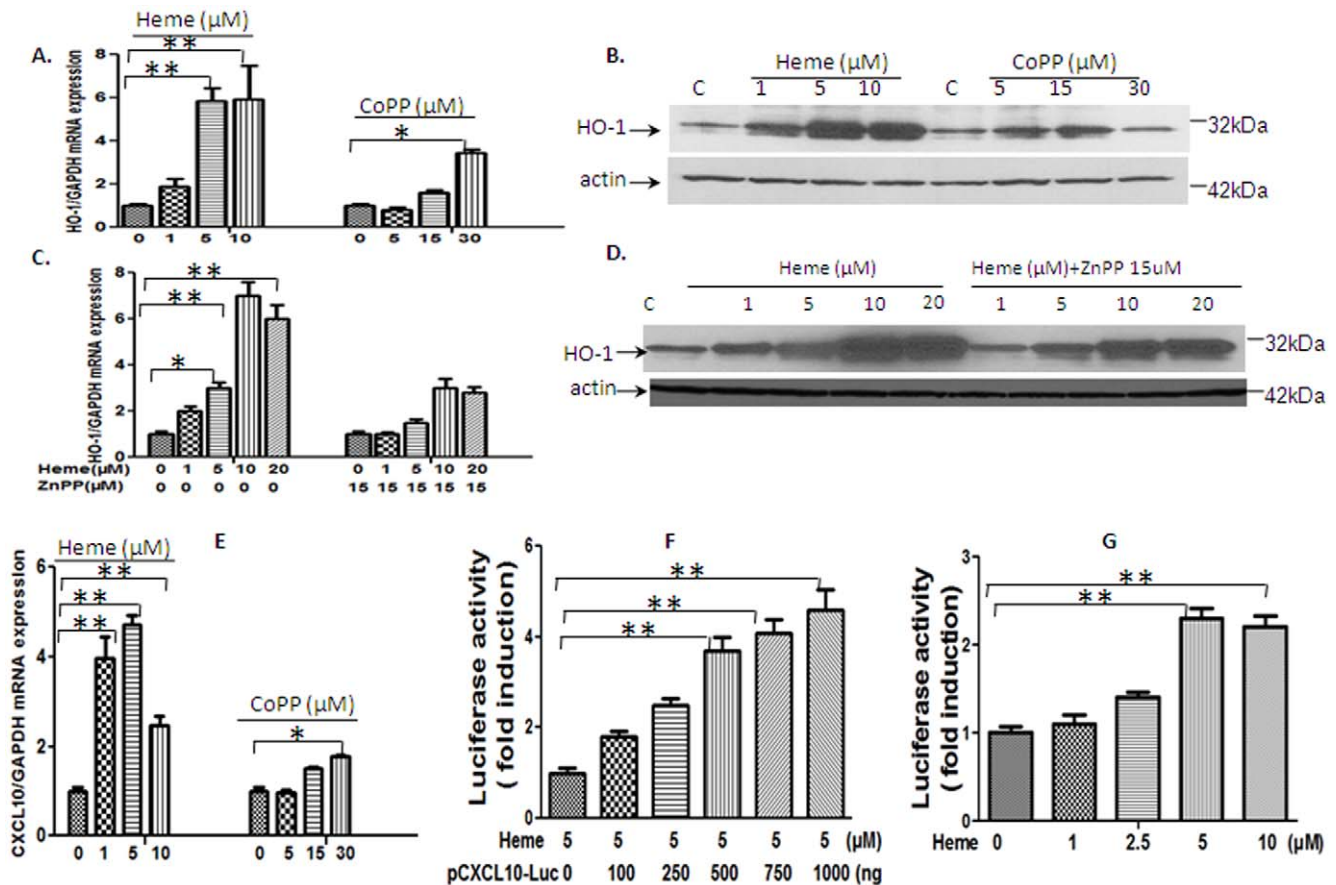 A.
Heme (µM)
**
**
HO-1/GAPDH mRNA expression
8
6
4
2
0
0 1 5 10
CoPP (µM)
*
0 5 15 30
B.
Heme (µM) CoPP (µM)
C 1 5 10 C 5 15 30
HO-1
32kDa
actin
42kDa
C.
HO-1/GAPDH mRNA expression
8
6
4
2
0
**
**
*
Heme(µM) 0 1 5 10 20 0 1 5 10 20
ZnPP(µM) 0 0 0 0 0 15 15 15 15 15
D.
Heme (µM) Heme (µM)+ZnPP 15uM
C 1 5 10 20 1 5 10 20
HO-1
32kDa
actin
42kDa
E
Heme (µM)
**
**
**
CXCL10/GAPDH mRNA expression
6
4
2
0
0 1 5 10
CoPP (µM)
*
0 5 15 30
F
Luciferase activity
( fold induction)
6
4
2
0
**
**
**
Heme 5 5 5 5 5 5 (µM)
pCXCL10-Luc 0 100 250 500 750 1000 (ng
G
Luciferase activity
( fold induction)
3
2
1
0
**
**
Heme 0 1 2.5 5 10 (µM)